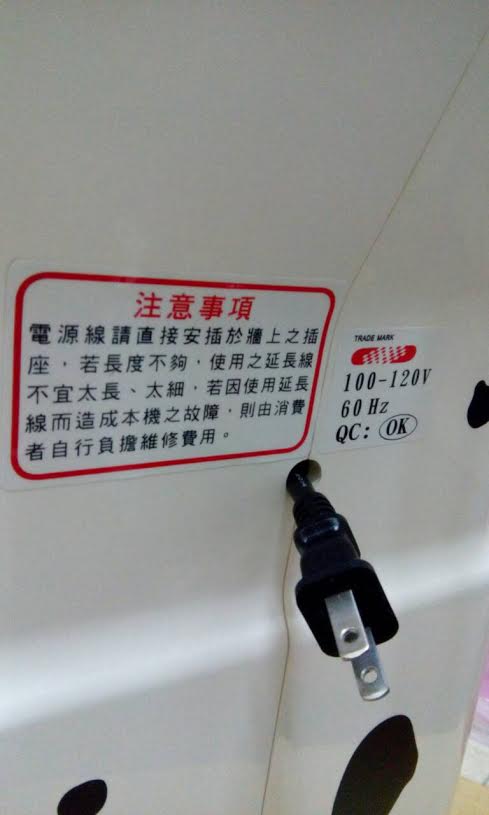 注意事項
電源線請直接安插於牆上之插
座，若長度不夠，使用之延長線
不宜太長、太細，若因使用延長
線而造成本機之故障，則由消費
者自行負擔維修費用。
TRADE MARK
100-120V
60 Hz
QC: OK